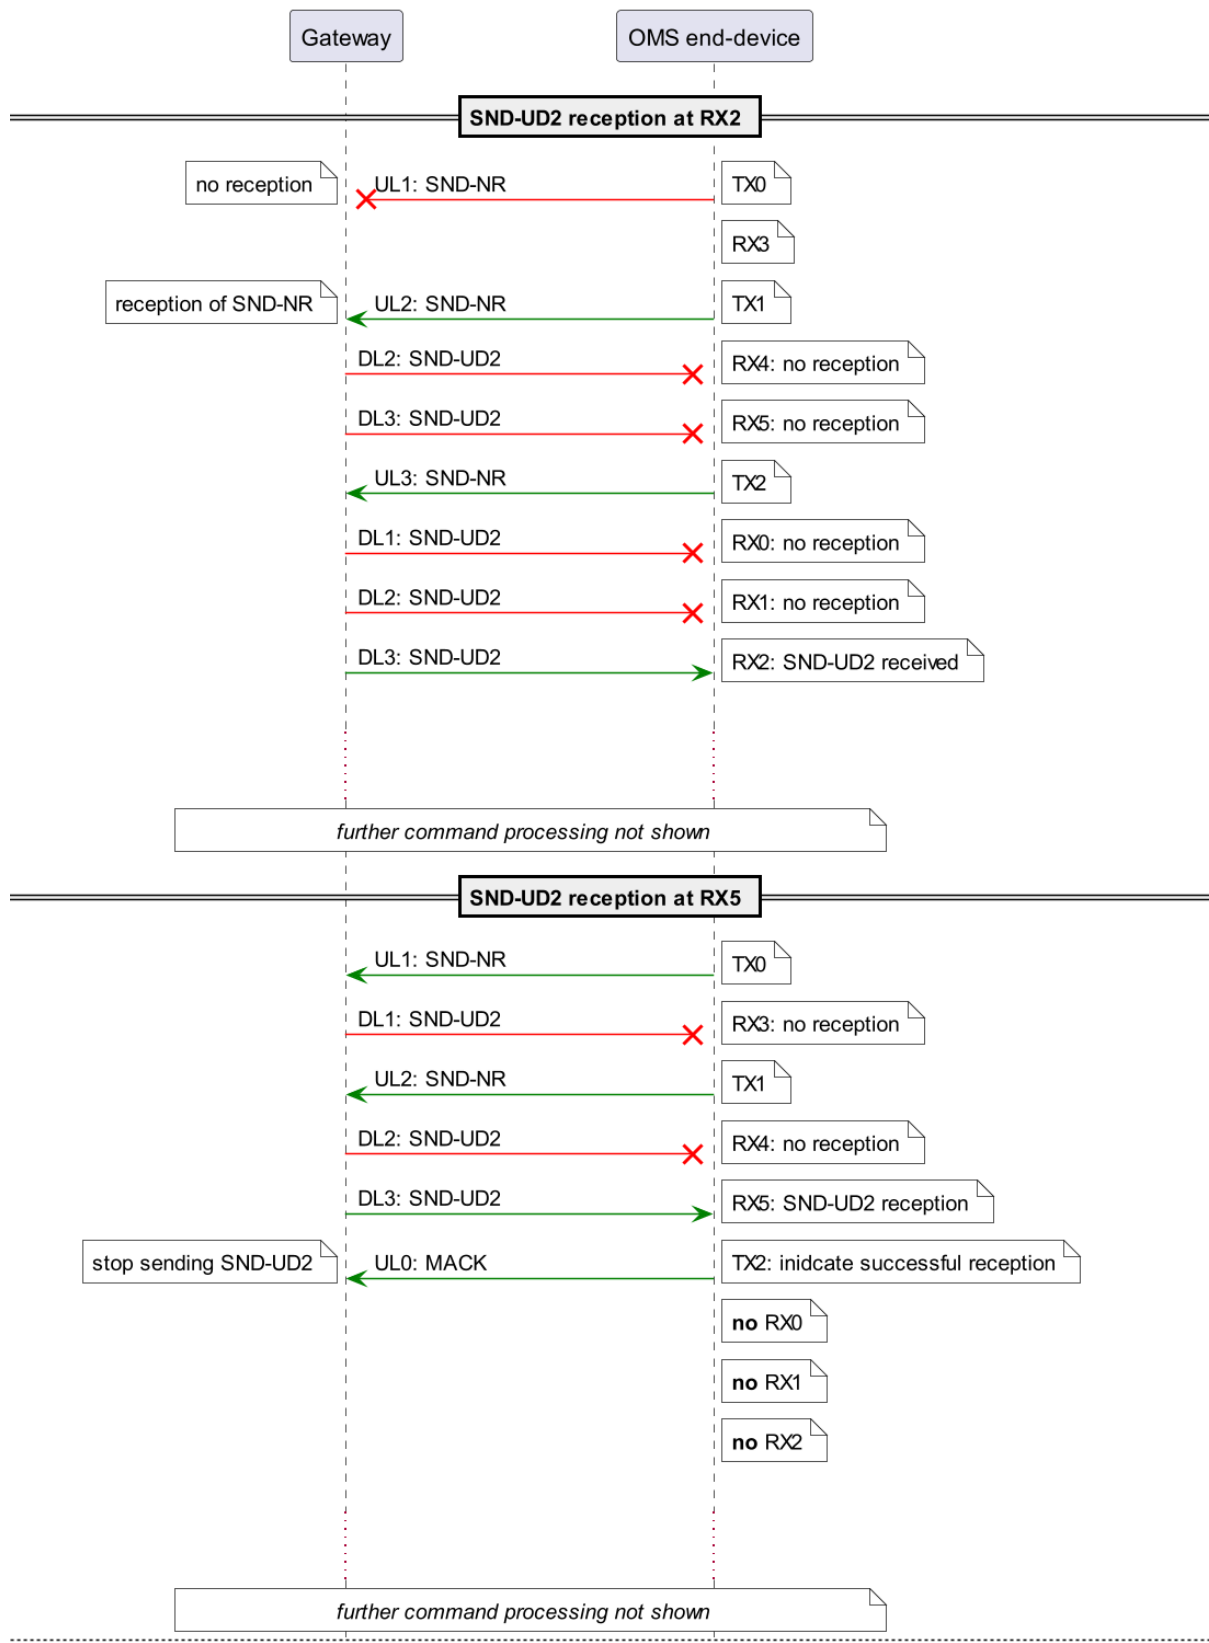 Gateway
OMS end-device
SND-UD2 reception at RX2
no reception
UL1: SND-NR
TX0
RX3
reception of SND-NR
UL2: SND-NR
TX1
DL2: SND-UD2
RX4: no reception
DL3: SND-UD2
RX5: no reception
UL3: SND-NR
TX2
DL1: SND-UD2
RX0: no reception
DL2: SND-UD2
RX1: no reception
DL3: SND-UD2
RX2: SND-UD2 received
further command processing not shown
SND-UD2 reception at RX5
UL1: SND-NR
TX0
DL1: SND-UD2
RX3: no reception
UL2: SND-NR
TX1
DL2: SND-UD2
RX4: no reception
DL3: SND-UD2
RX5: SND-UD2 reception
stop sending SND-UD2
UL0: MACK
TX2: inidcate successful reception
no RX0
no RX1
no RX2
further command processing not shown